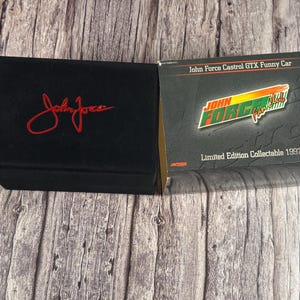 John Force
John Force Castrol GTX Funny Car
JOHN
FORCE
Limited Edition Collectable 1997